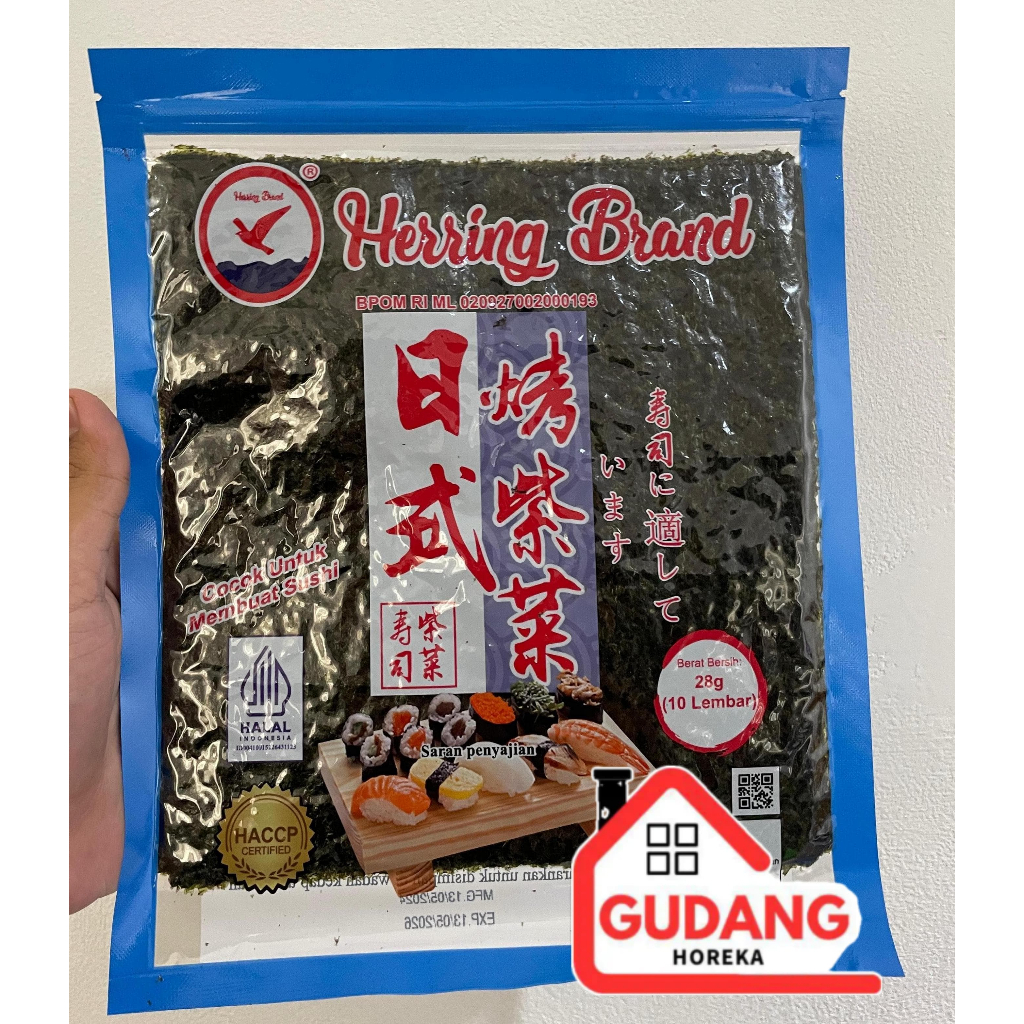 Herring Brand
®
Herring Brand
BPOM RI ML 020927002000193
日式
烤紫菜
寿司に適して
います
Cocok Untuk
Membuat Sushi
紫菜
寿司
HALAL
INDONESIA
Berat Bersih:
28g
(10 Lembar)
Saran penyajian
HACCP
CERTIFIED
MFG.13/05/2024
EXP.13/05/2026
GUDANG
HOREKA